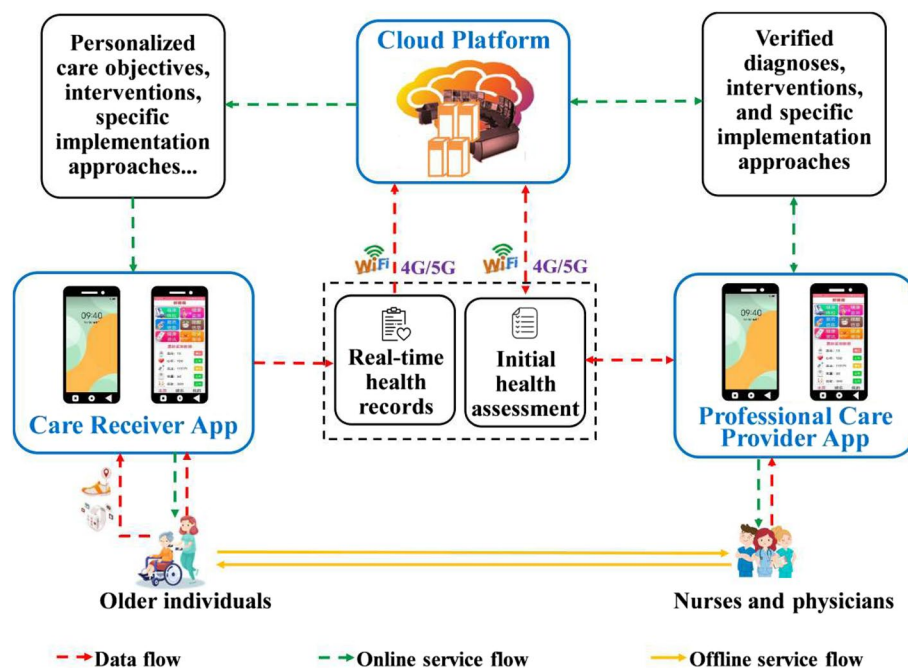 Personalized
care objectives,
interventions,
specific
implementation
approaches...
Cloud Platform
Verified
diagnoses,
interventions,
and specific
implementation
approaches
WiFi
4G/5G
WiFi
4G/5G
09:40
Care Receiver App
Real-time
health
records
Initial
health
assessment
09:40
Professional Care
Provider App
Older individuals
Nurses and physicians
Data flow
Online service flow
Offline service flow